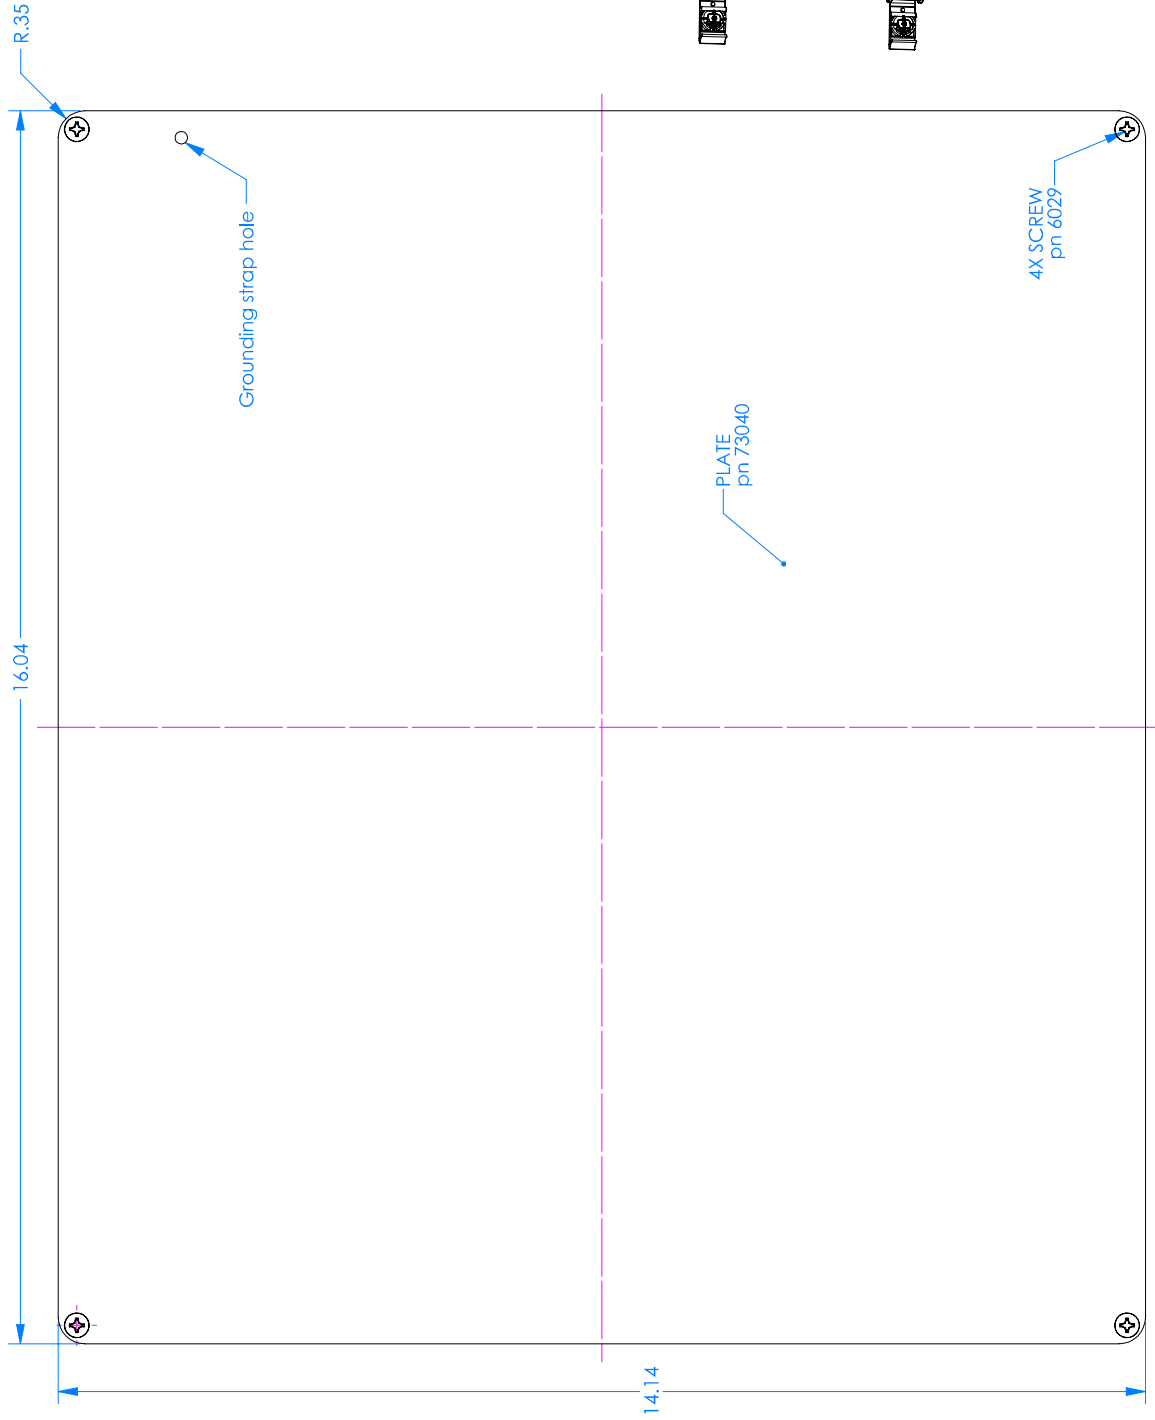 R.35
16.04
Grounding strap hole
4X SCREW
pn 6029
PLATE
pn 73040
14.14